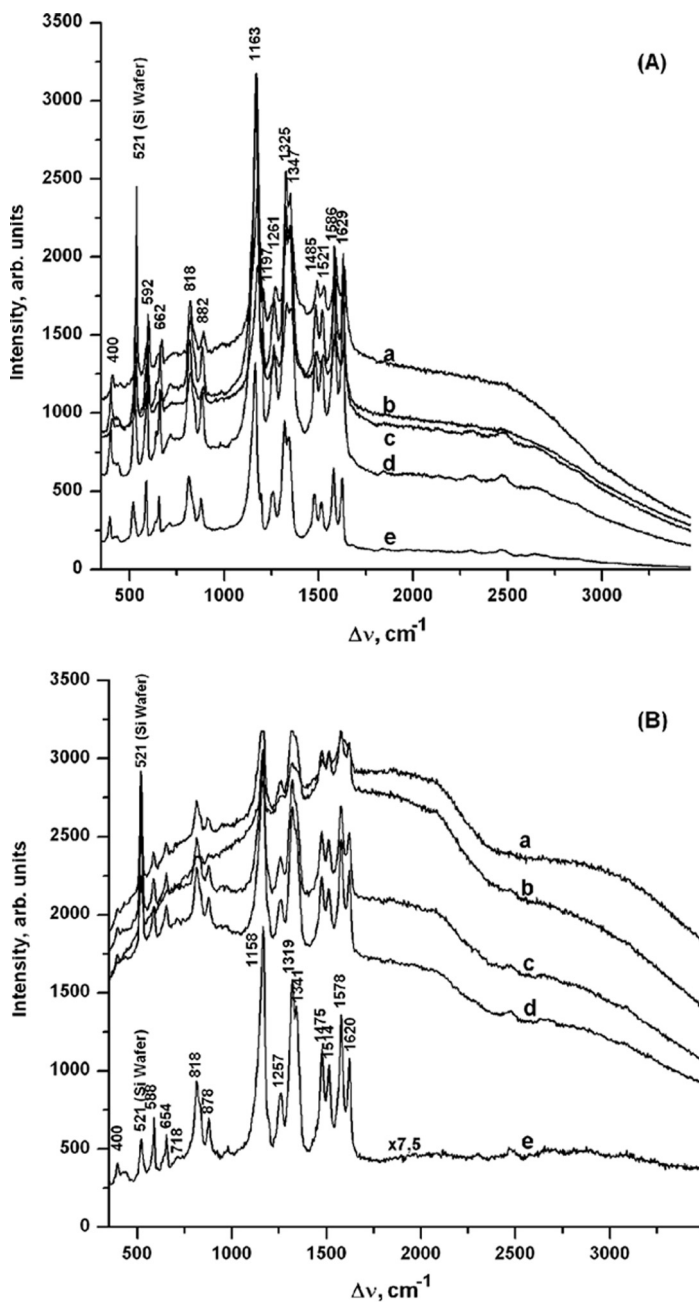 (A)
Intensity, arb. units
3500
3000
2500
2000
1500
1000
500
0
400
521 (Si Wafer)
592
662
818
882
1163
1197
1261
1325
1347
1485
1521
1586
1629
a
b
c
d
e
500 1000 1500 2000 2500 3000
Δν, cm-1
(B)
Intensity, arb. units
3500
3000
2500
2000
1500
1000
500
0
521 (Si Wafer)
a
b
c
d
400
521 (Si Wafer)
588
654
718
818
878
1158
1257
1319
1341
1475
1514
1578
1620
x7,5
e
500 1000 1500 2000 2500 3000
Δν, cm-1